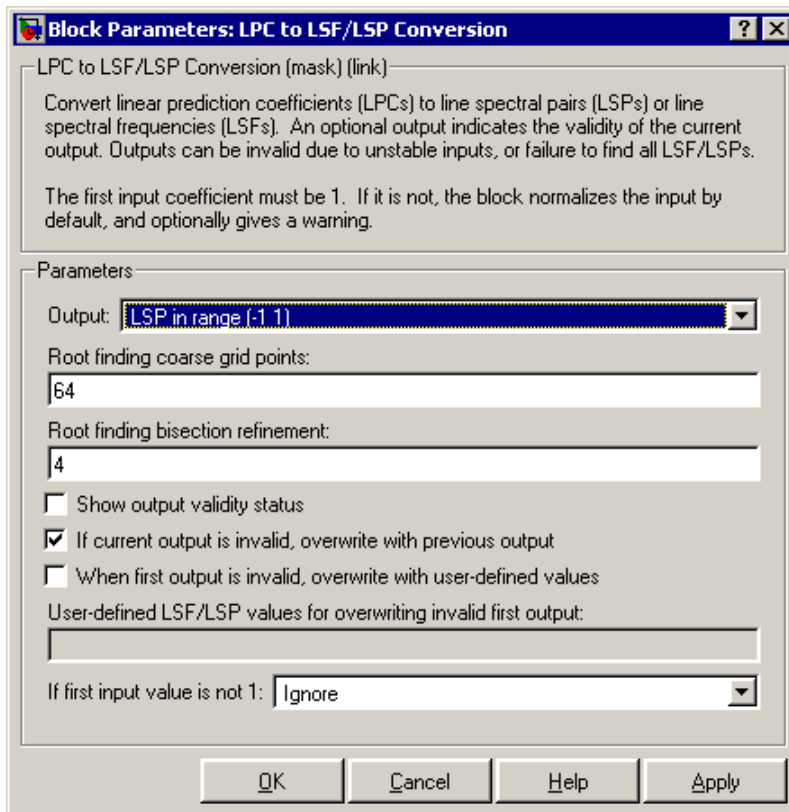 Block Parameters: LPC to LSF/LSP Conversion
LPC to LSF/LSP Conversion (mask) (link)
Convert linear prediction coefficients (LPCs) to line spectral pairs (LSPs) or line
spectral frequencies (LSFs).  An optional output indicates the validity of the current
output. Outputs can be invalid due to unstable inputs, or failure to find all LSF/LSPs.
The first input coefficient must be 1.  If it is not, the block normalizes the input by
default, and optionally gives a warning.
Parameters
Output: LSP in range (-1 1)
Root finding coarse grid points:
64
Root finding bisection refinement:
4
Show output validity status
If current output is invalid, overwrite with previous output
When first output is invalid, overwrite with user-defined values
User-defined LSF/LSP values for overwriting invalid first output:
If first input value is not 1: Ignore
OK Cancel Help Apply